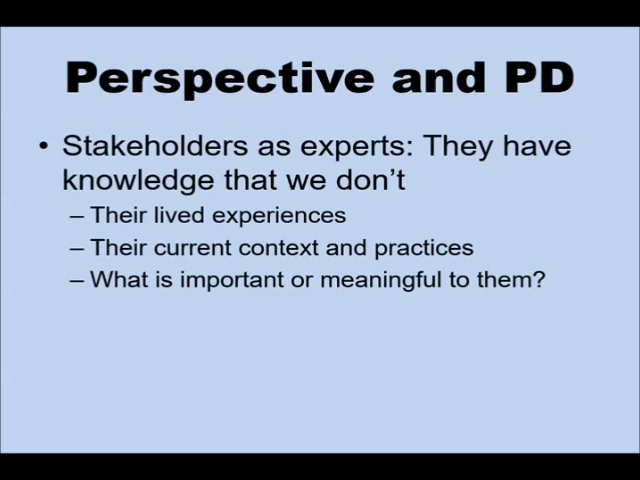 Perspective and PD
• Stakeholders as experts: They have
knowledge that we don't
– Their lived experiences
– Their current context and practices
– What is important or meaningful to them?